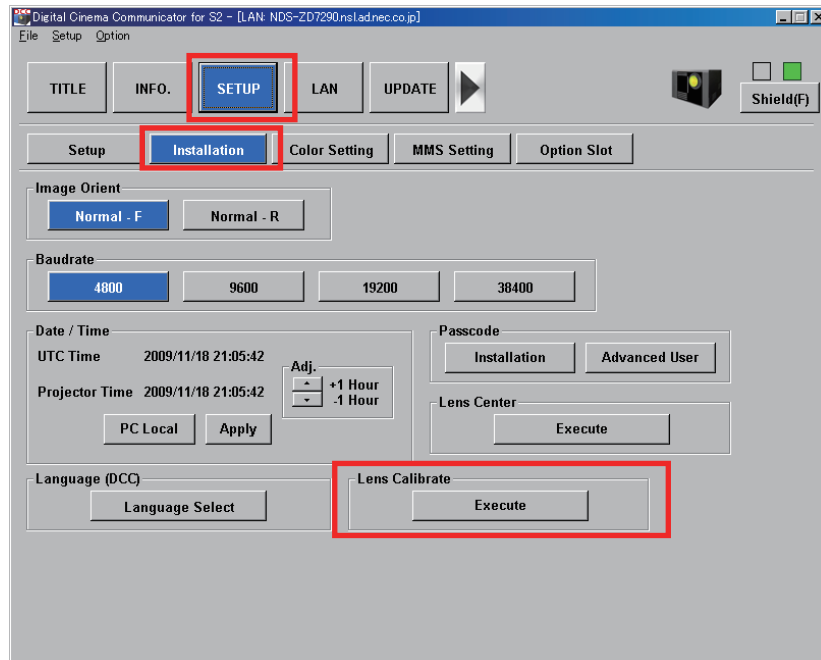 Digital Cinema Communicator for S2 - [LAN: NDS-ZD7290.nsl.ad.nec.co.jp]
File Setup Option
TITLE INFO. SETUP LAN UPDATE Shield(F)
Setup Installation Color Setting MMS Setting Option Slot
Image Orient
Normal - F Normal - R
Baudrate
4800 9600 19200 38400
Date / Time
UTC Time 2009/11/18 21:05:42
Projector Time 2009/11/18 21:05:42
Adj.
+1 Hour
-1 Hour
PC Local Apply
Passcode
Installation Advanced User
Lens Center
Execute
Language (DCC)
Language Select
Lens Calibrate
Execute